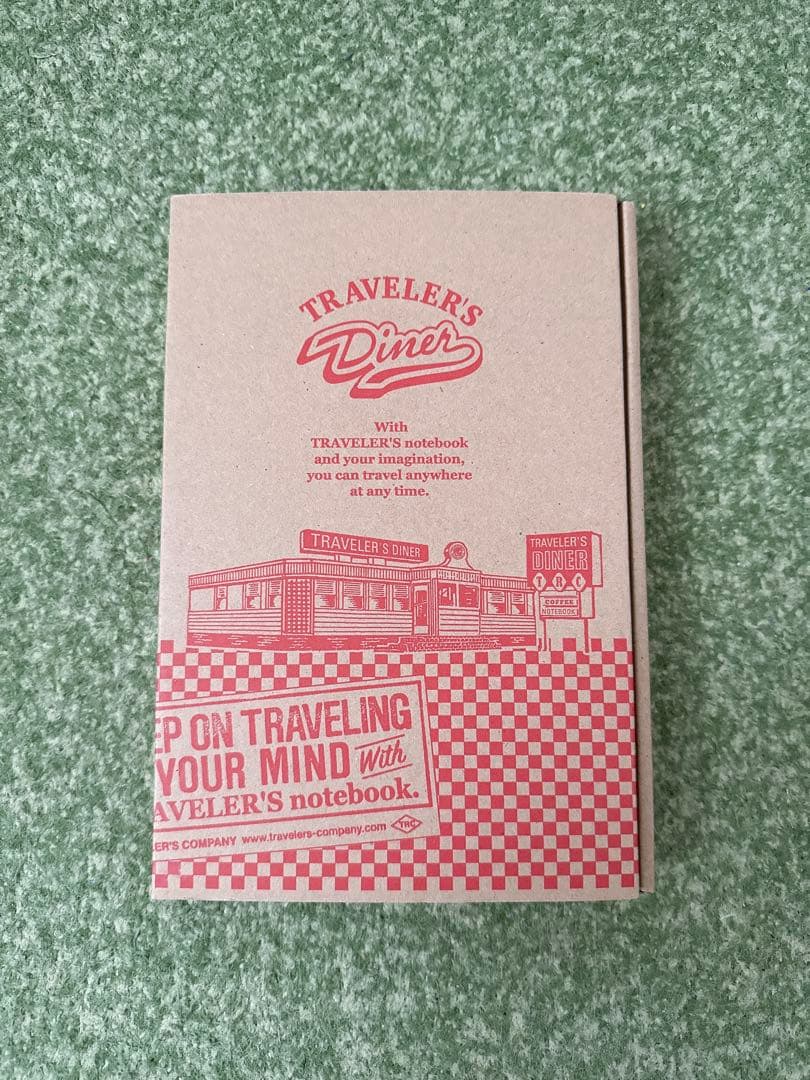 TRAVELER'S
Diner
With
TRAVELER'S notebook
and your imagination,
you can travel anywhere
at any time.
TRAVELER'S DINER
TRAVELER'S
DINER
T R C
COFFEE
NOTEBOOK
EP ON TRAVELING
YOUR MIND With
AVELER'S notebook.
ER'S COMPANY www.travelers-company.com TRC